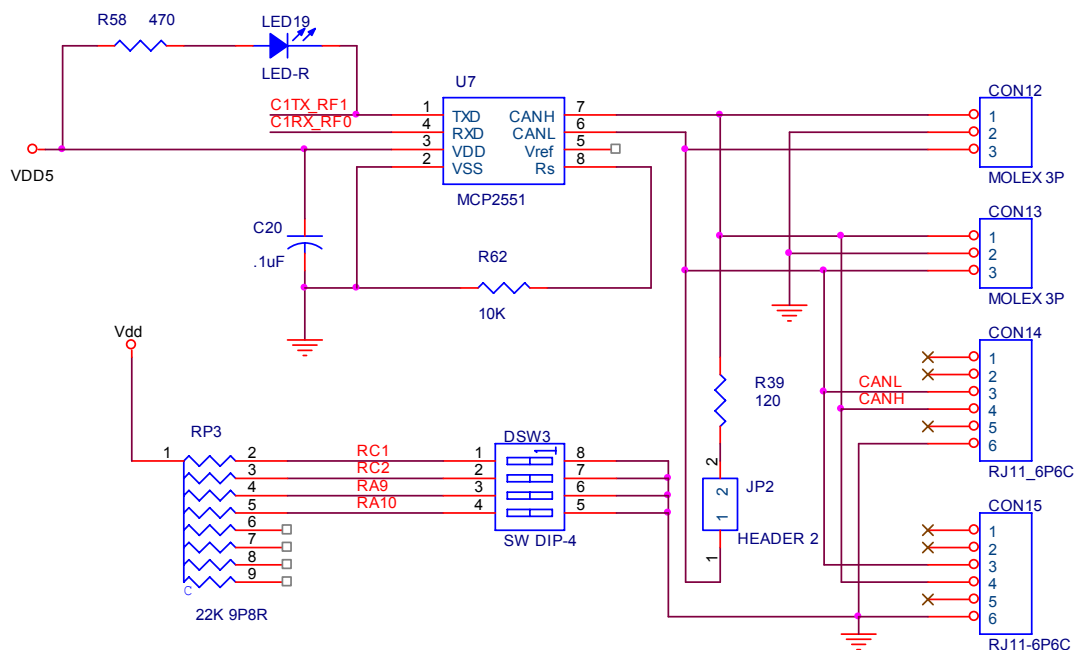 R58 470 LED19
LED-R
U7
C1TX_RF1 1 TXD CANH 7
C1RX_RF0 4 RXD CANL 6
3 VDD Vref 5
2 VSS Rs 8
MCP2551
VDD5
CON12
1
2
3
MOLEX 3P
C20
.1uF
R62
10K
CON13
1
2
3
MOLEX 3P
Vdd
CON14
1
2
CANL 3
CANH 4
5
6
RJ11_6P6C
R39
120
RP3
1 2 RC1 1 DSW3 8
3 RC2 2 7
4 RA9 3 6
5 RA10 4 5
6
7
8
9
C
22K 9P8R
1
SW DIP-4
2
JP2
2
1
HEADER 2
1
CON15
1
2
3
4
5
6
RJ11-6P6C